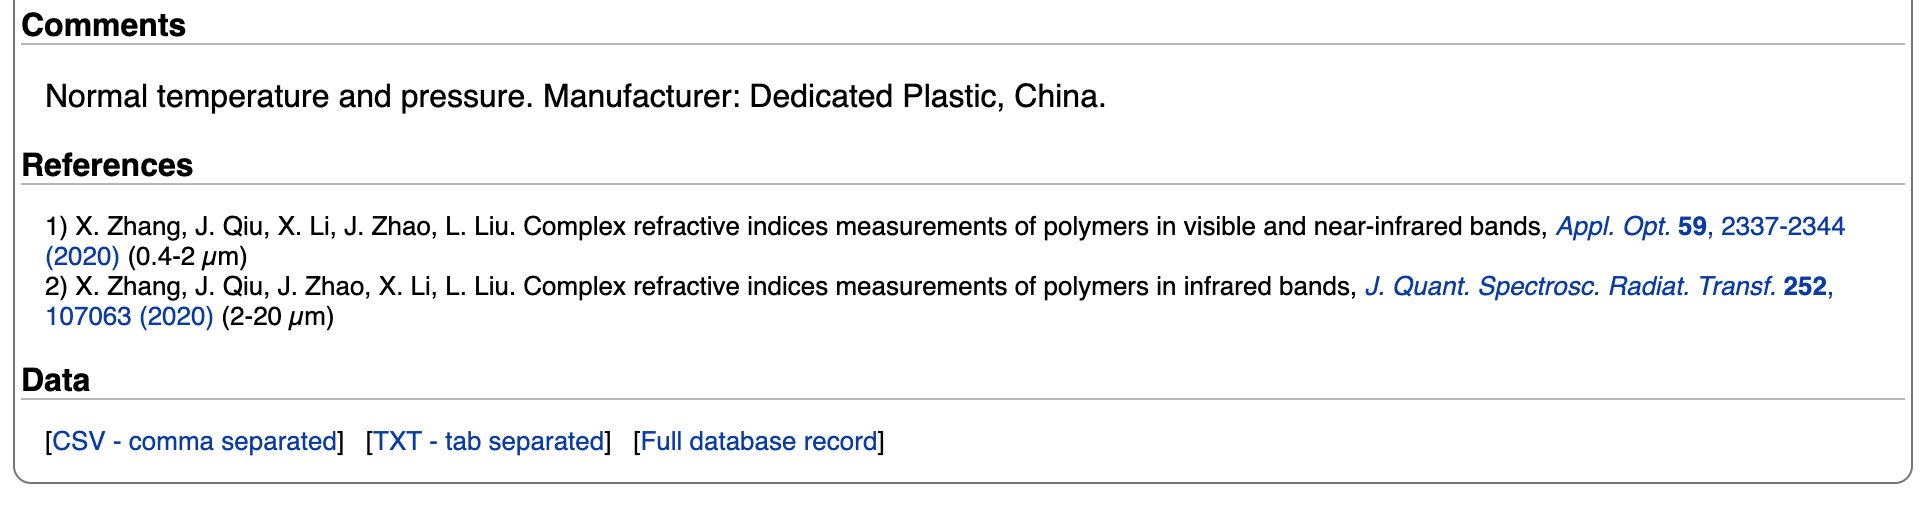 Comments
Normal temperature and pressure. Manufacturer: Dedicated Plastic, China.
References
1) X. Zhang, J. Qiu, X. Li, J. Zhao, L. Liu. Complex refractive indices measurements of polymers in visible and near-infrared bands, Appl. Opt. 59, 2337-2344
(2020) (0.4-2 μm)
2) X. Zhang, J. Qiu, J. Zhao, X. Li, L. Liu. Complex refractive indices measurements of polymers in infrared bands, J. Quant. Spectrosc. Radiat. Transf. 252,
107063 (2020) (2-20 μm)
Data
[CSV - comma separated] [TXT - tab separated] [Full database record]